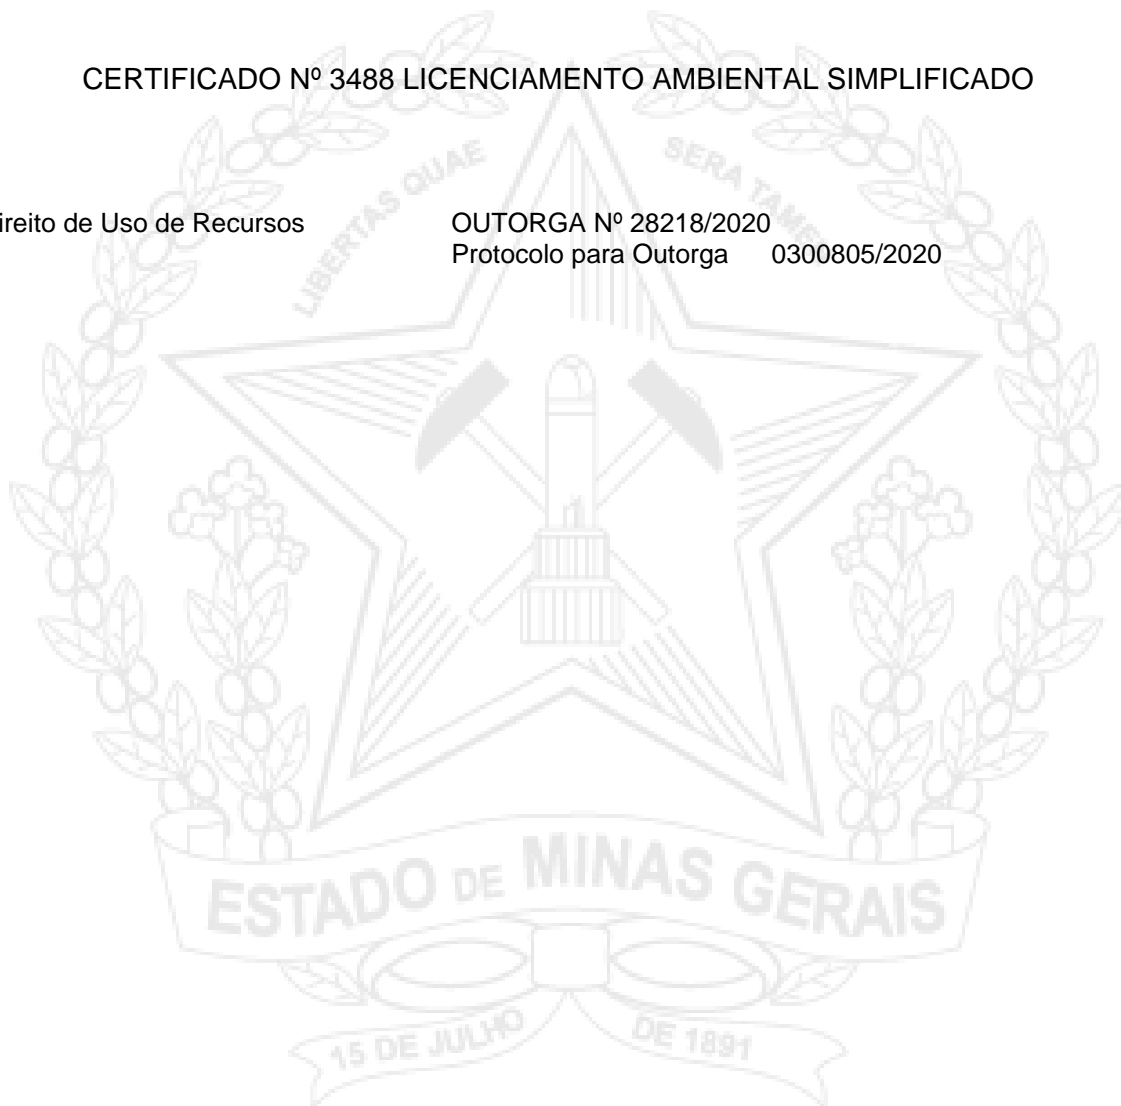 CERTIFICADO Nº 3488 LICENCIAMENTO AMBIENTAL SIMPLIFICADO
ireito de Uso de Recursos OUTORGA Nº 28218/2020
Protocolo para Outorga 0300805/2020
LIBERTAS QUAE SERA TAMEN
ESTADO DE MINAS GERAIS
15 DE JULHO DE 1891